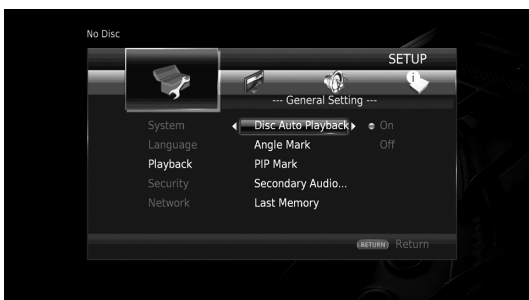 No Disc
SETUP
--- General Setting ---
System
Language
Playback
Security
Network
Disc Auto Playback
Angle Mark
PIP Mark
Secondary Audio...
Last Memory
On
Off
RETURN Return